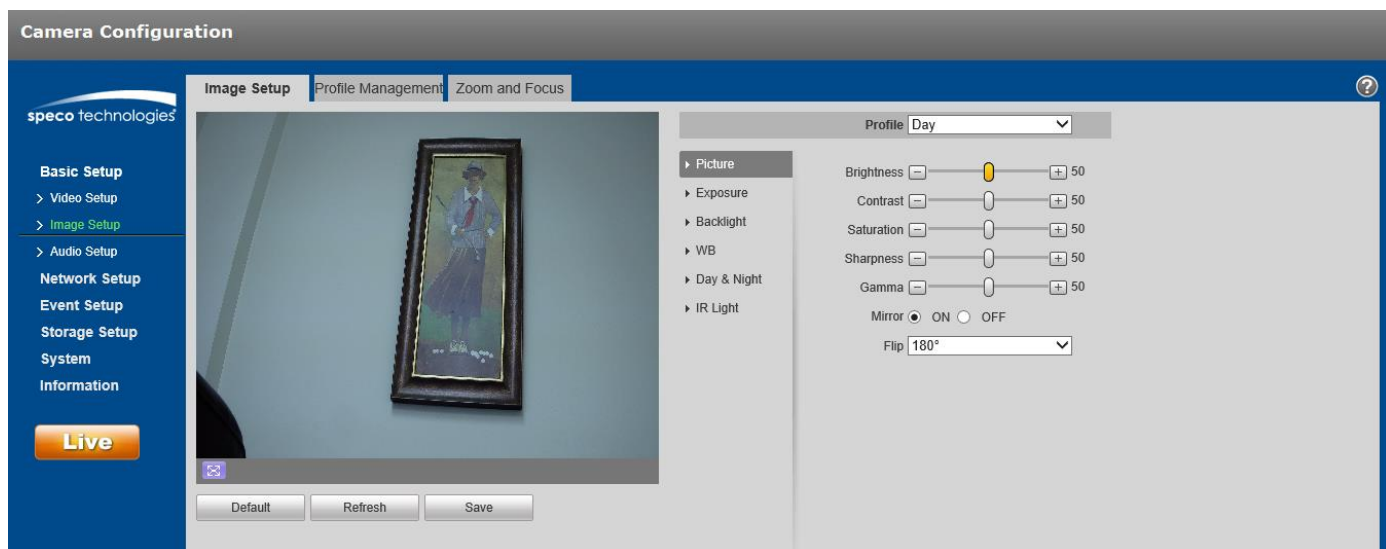 Camera Configuration
speco technologies
Image Setup
Profile Management
Zoom and Focus
?
Basic Setup
> Video Setup
> Image Setup
> Audio Setup
Network Setup
Event Setup
Storage Setup
System
Information
Live
Default
Refresh
Save
Picture
Exposure
Backlight
WB
Day & Night
IR Light
Profile Day
Brightness - + 50
Contrast - + 50
Saturation - + 50
Sharpness - + 50
Gamma - + 50
Mirror ON OFF
Flip 180°